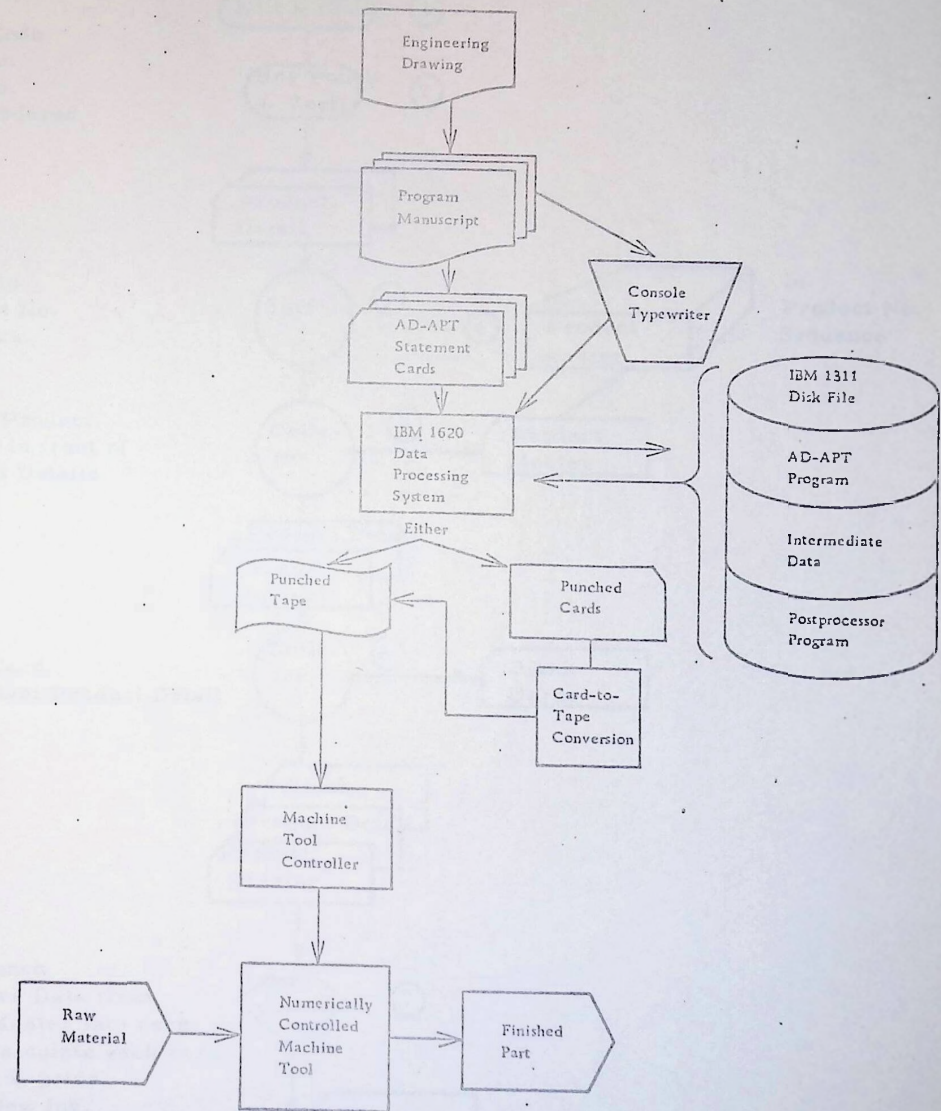 Engineering
Drawing
Program
Manuscript
Console
Typewriter
AD-APT
Statement
Cards
IBM 1311
Disk File
IBM 1620
Data
Processing
System
AD-APT
Program
Intermediate
Data
Postprocessor
Program
Either
Punched
Tape
Punched
Cards
Card-to-
Tape
Conversion
Machine
Tool
Controller
Raw
Material
Numerically
Controlled
Machine
Tool
Finished
Part